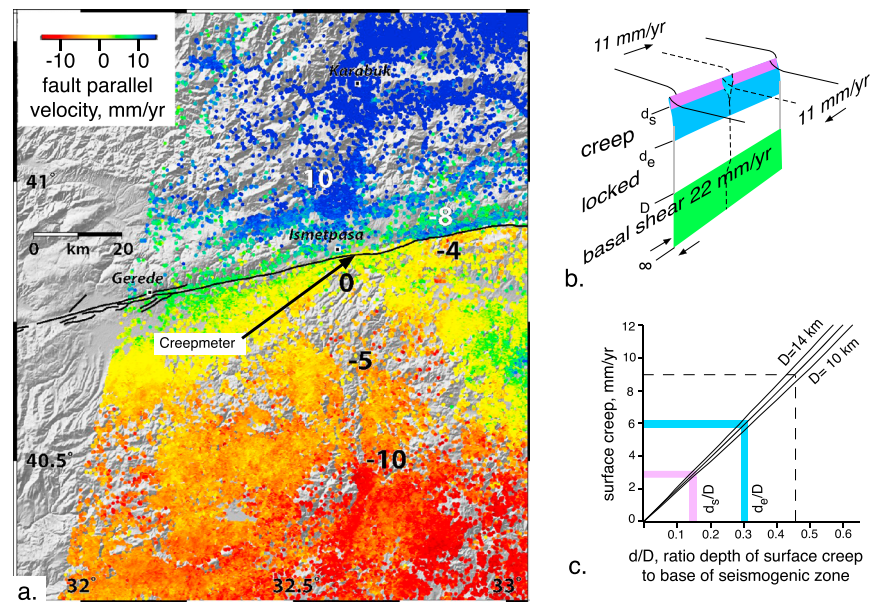 -10 0 10
fault parallel
velocity, mm/yr
Karabuk
41°
10
-8
0 km 20
Ismetpasa
-4
Gerede
0
Creepmeter
-5
40.5°
-10
a.
32°
32.5°
33°
11 mm/yr
11 mm/yr
ds
creep
de
locked
D
basal shear 22 mm/yr
∞
b.
12
10
8
6
4
2
0
surface creep, mm/yr
D=14 km
D= 10 km
ds/D
de/D
0.1 0.2 0.3 0.4 0.5 0.6
c.
d/D, ratio depth of surface creep
to base of seismogenic zone